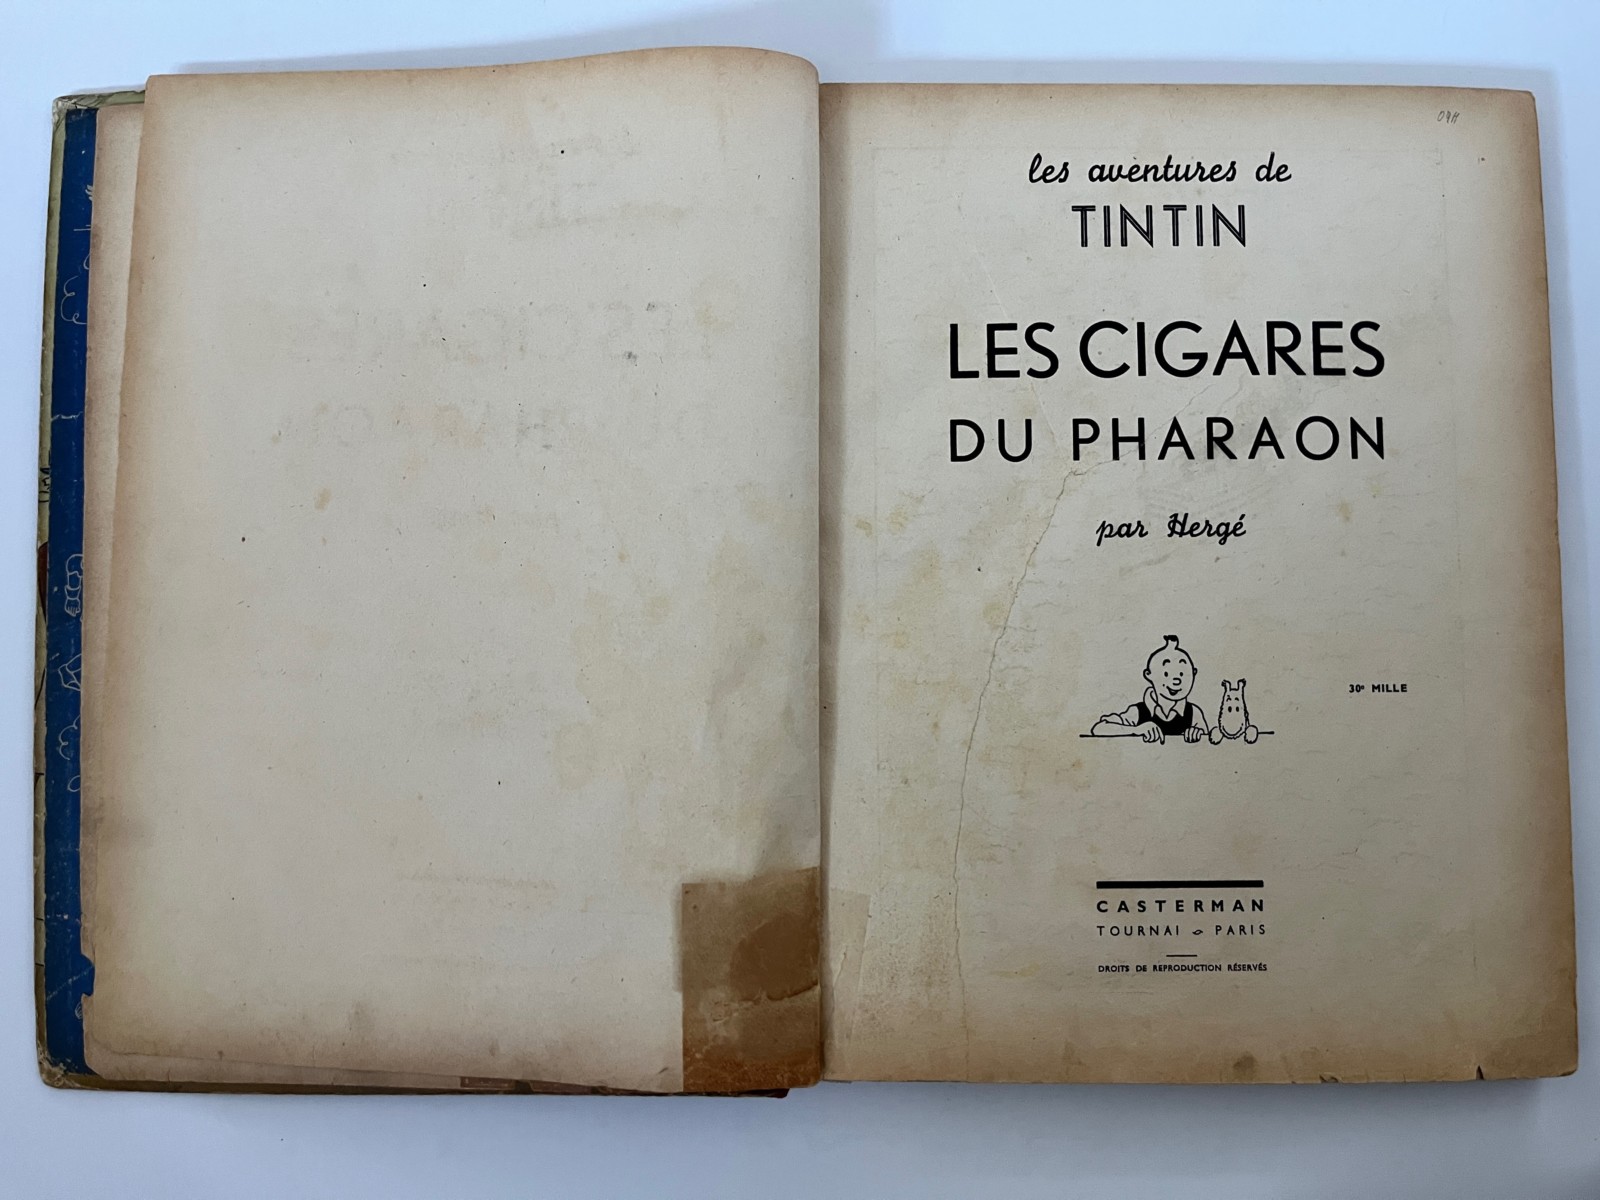 les aventures de
TINTIN
LES CIGARES
DU PHARAON
par Hergé
30e MILLE
CASTERMAN
TOURNAI PARIS
DROITS DE REPRODUCTION RÉSERVÉS